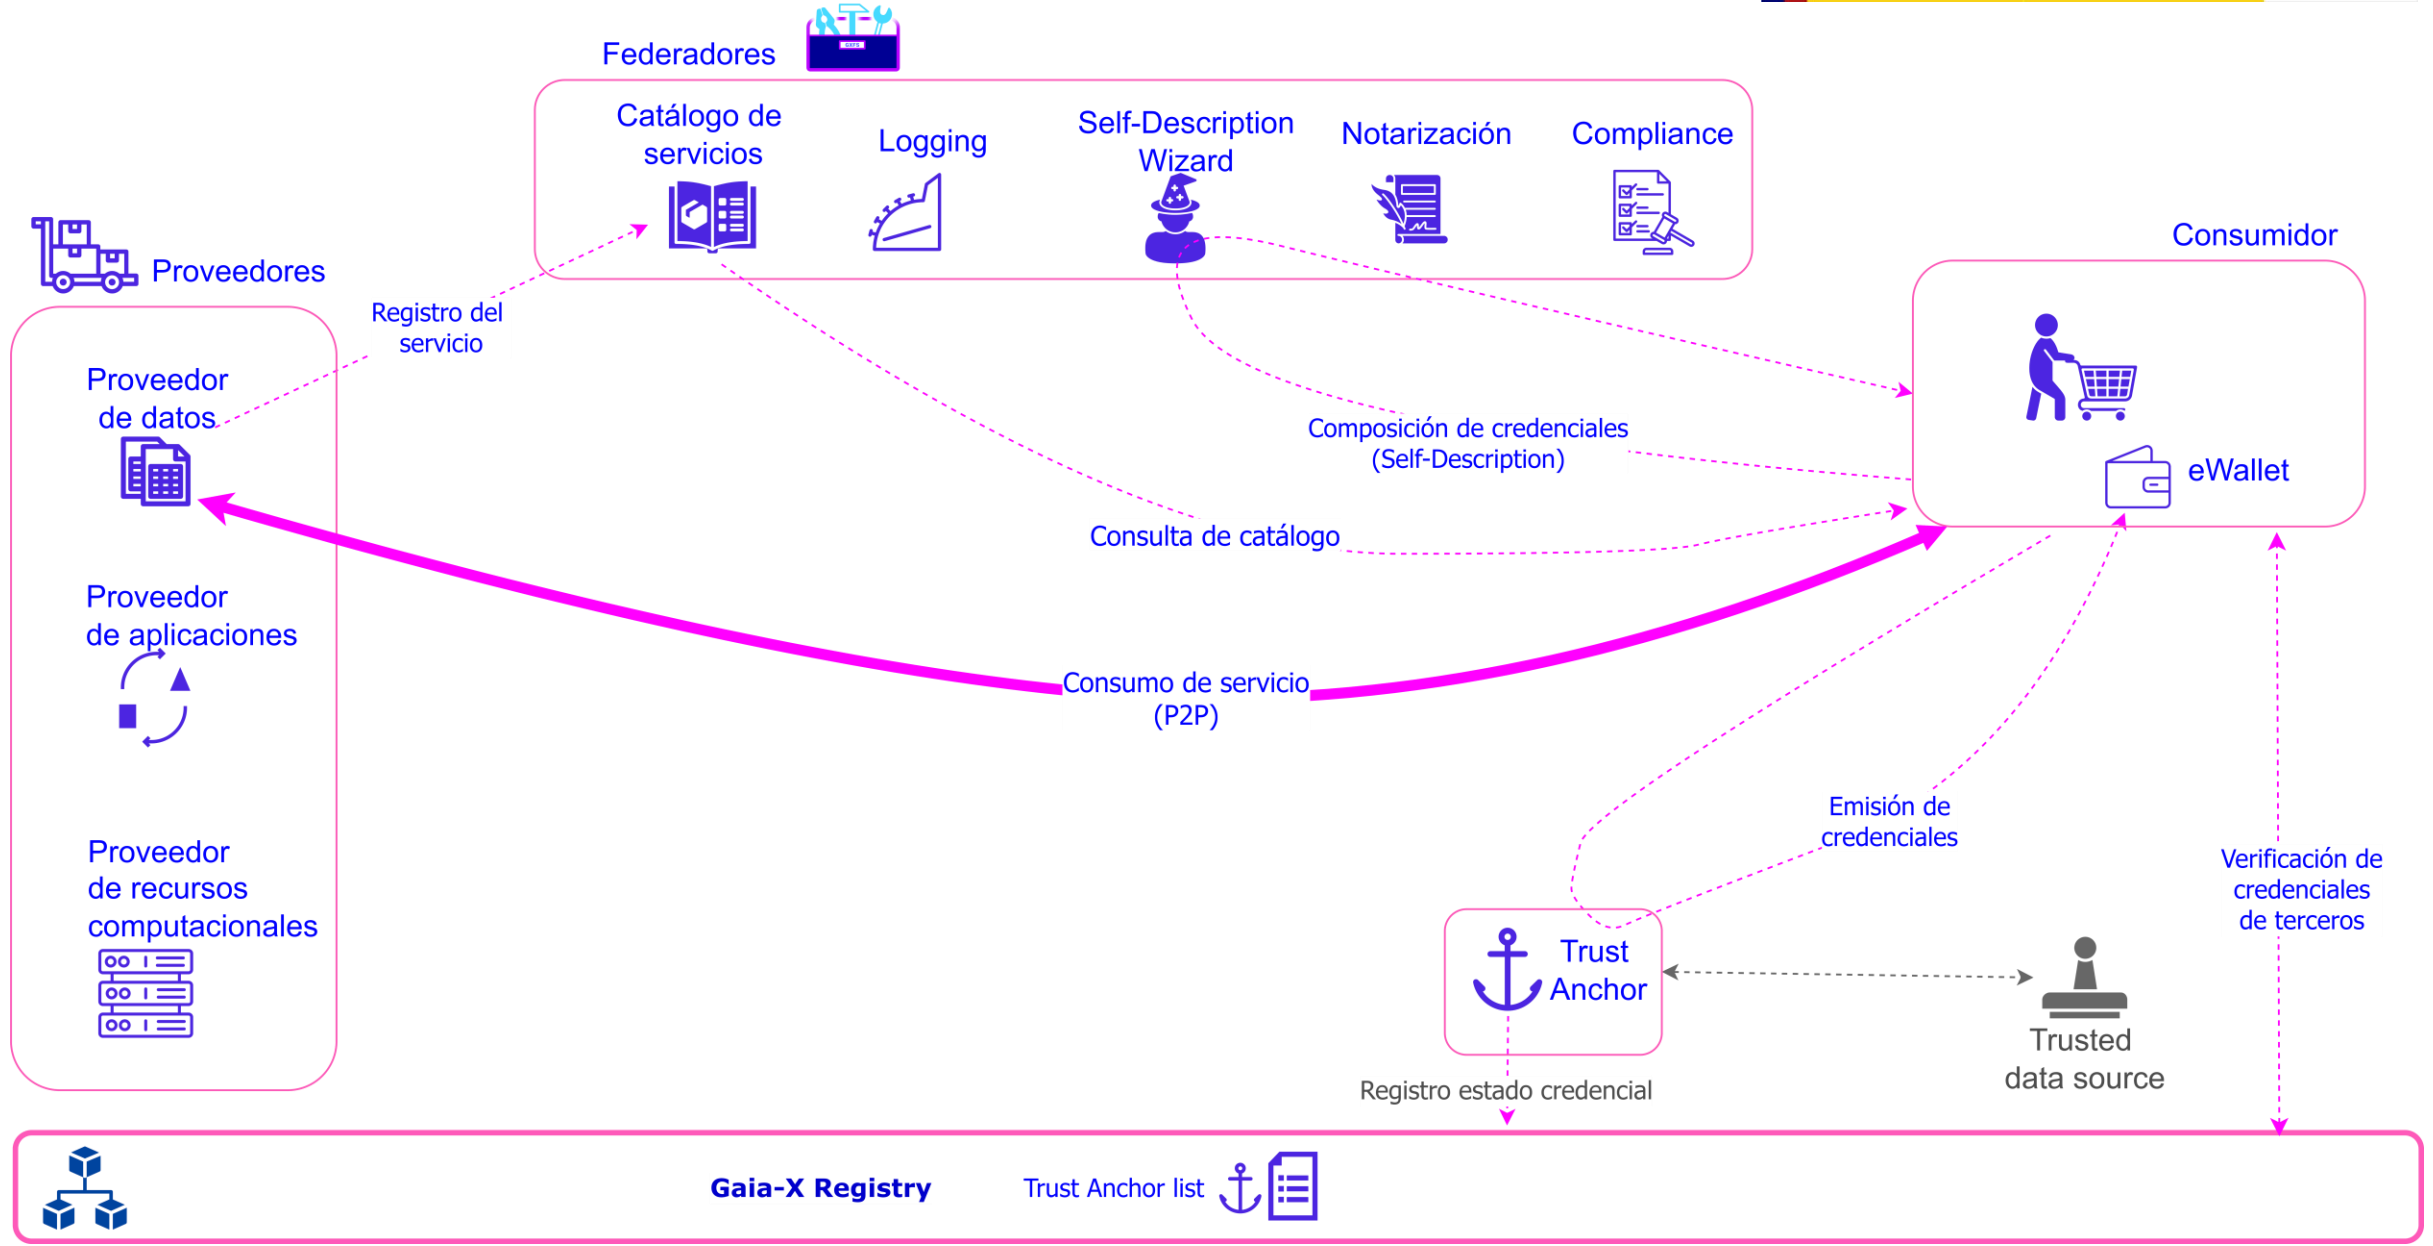 Federadores
GXFS
Catálogo de
servicios
Logging
Self-Description
Wizard
Notarización
Compliance
Proveedores
Consumidor
Registro del
servicio
Proveedor
de datos
Composición de credenciales
(Self-Description)
eWallet
Consulta de catálogo
Proveedor
de aplicaciones
Consumo de servicio
(P2P)
Emisión de
credenciales
Verificación de
credenciales
de terceros
Proveedor
de recursos
computacionales
Trust
Anchor
Trusted
data source
Registro estado credencial
Gaia-X Registry
Trust Anchor list